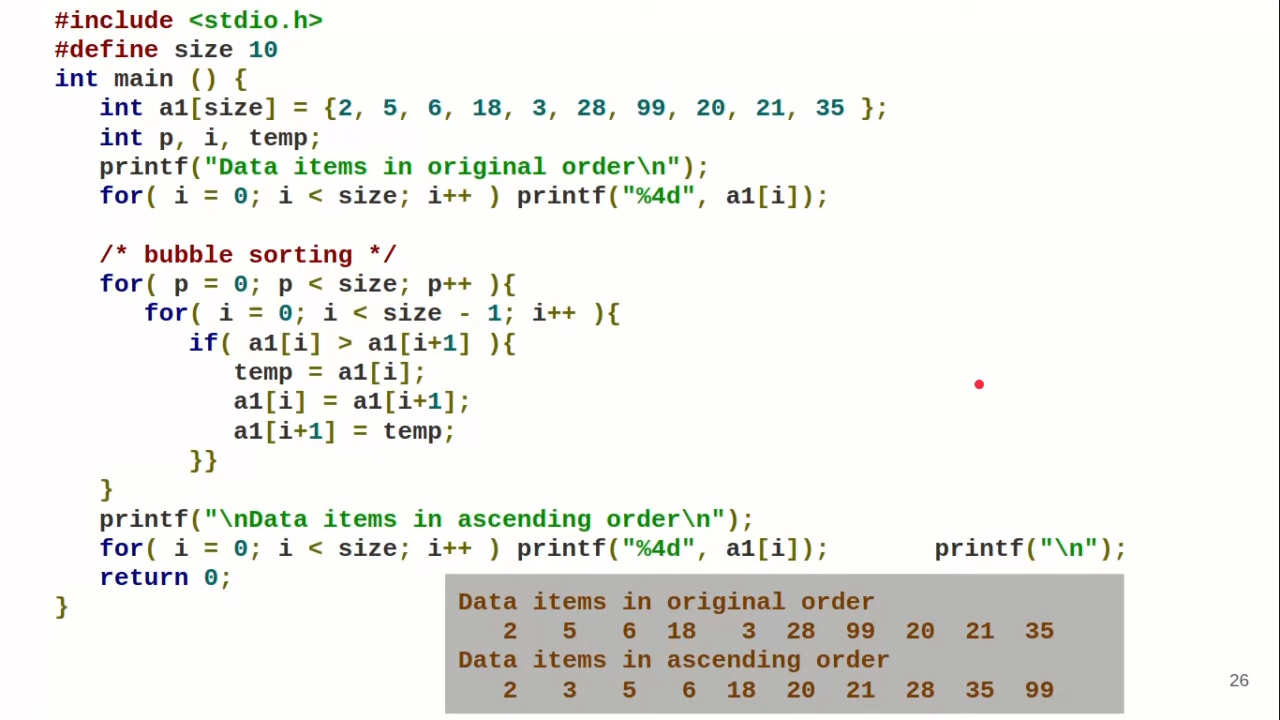 #include <stdio.h>
#define size 10
int main () {
   int a1[size] = {2, 5, 6, 18, 3, 28, 99, 20, 21, 35 };
   int p, i, temp;
   printf("Data items in original order\n");
   for( i = 0; i < size; i++ ) printf("%4d", a1[i]);
   /* bubble sorting */
   for( p = 0; p < size; p++ ){
      for( i = 0; i < size - 1; i++ ){
         if( a1[i] > a1[i+1] ){
            temp = a1[i];
            a1[i] = a1[i+1];
            a1[i+1] = temp;
         }}
   }
   printf("\nData items in ascending order\n");
   for( i = 0; i < size; i++ ) printf("%4d", a1[i]);       printf("\n");
   return 0;
}
Data items in original order
   2   5   6  18   3  28  99  20  21  35
Data items in ascending order
   2   3   5   6  18  20  21  28  35  99
26